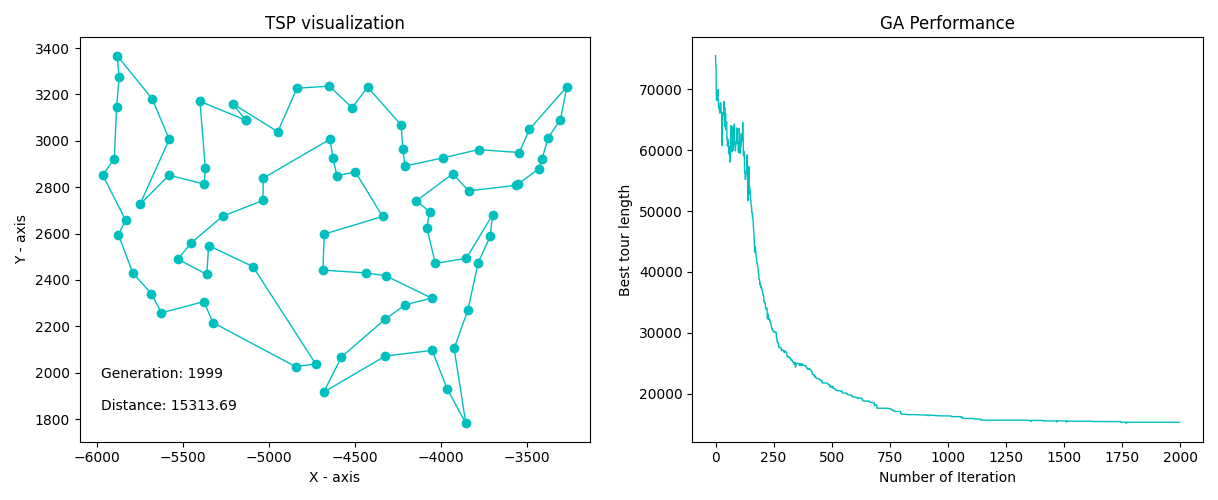 TSP visualization
3400
3200
3000
2800
2600
2400
2200
2000
1800
Y - axis
Generation: 1999
Distance: 15313.69
−6000 −5500 −5000 −4500 −4000 −3500
X - axis
GA Performance
70000
60000
50000
40000
30000
20000
Best tour length
0 250 500 750 1000 1250 1500 1750 2000
Number of Iteration